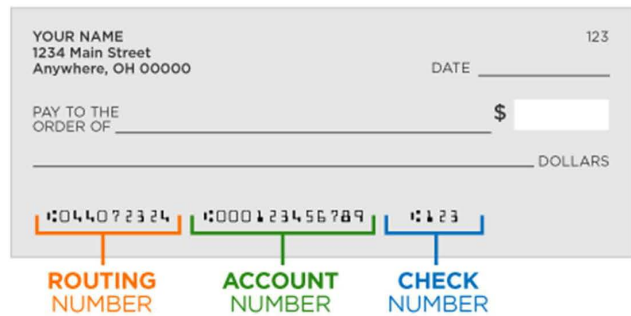 YOUR NAME
123
1234 Main Street
Anywhere, OH 00000
DATE
PAY TO THE
ORDER OF
$
DOLLARS
⑆044072324 ⑆000123456789 ⑆123
ROUTING NUMBER
ACCOUNT NUMBER
CHECK NUMBER